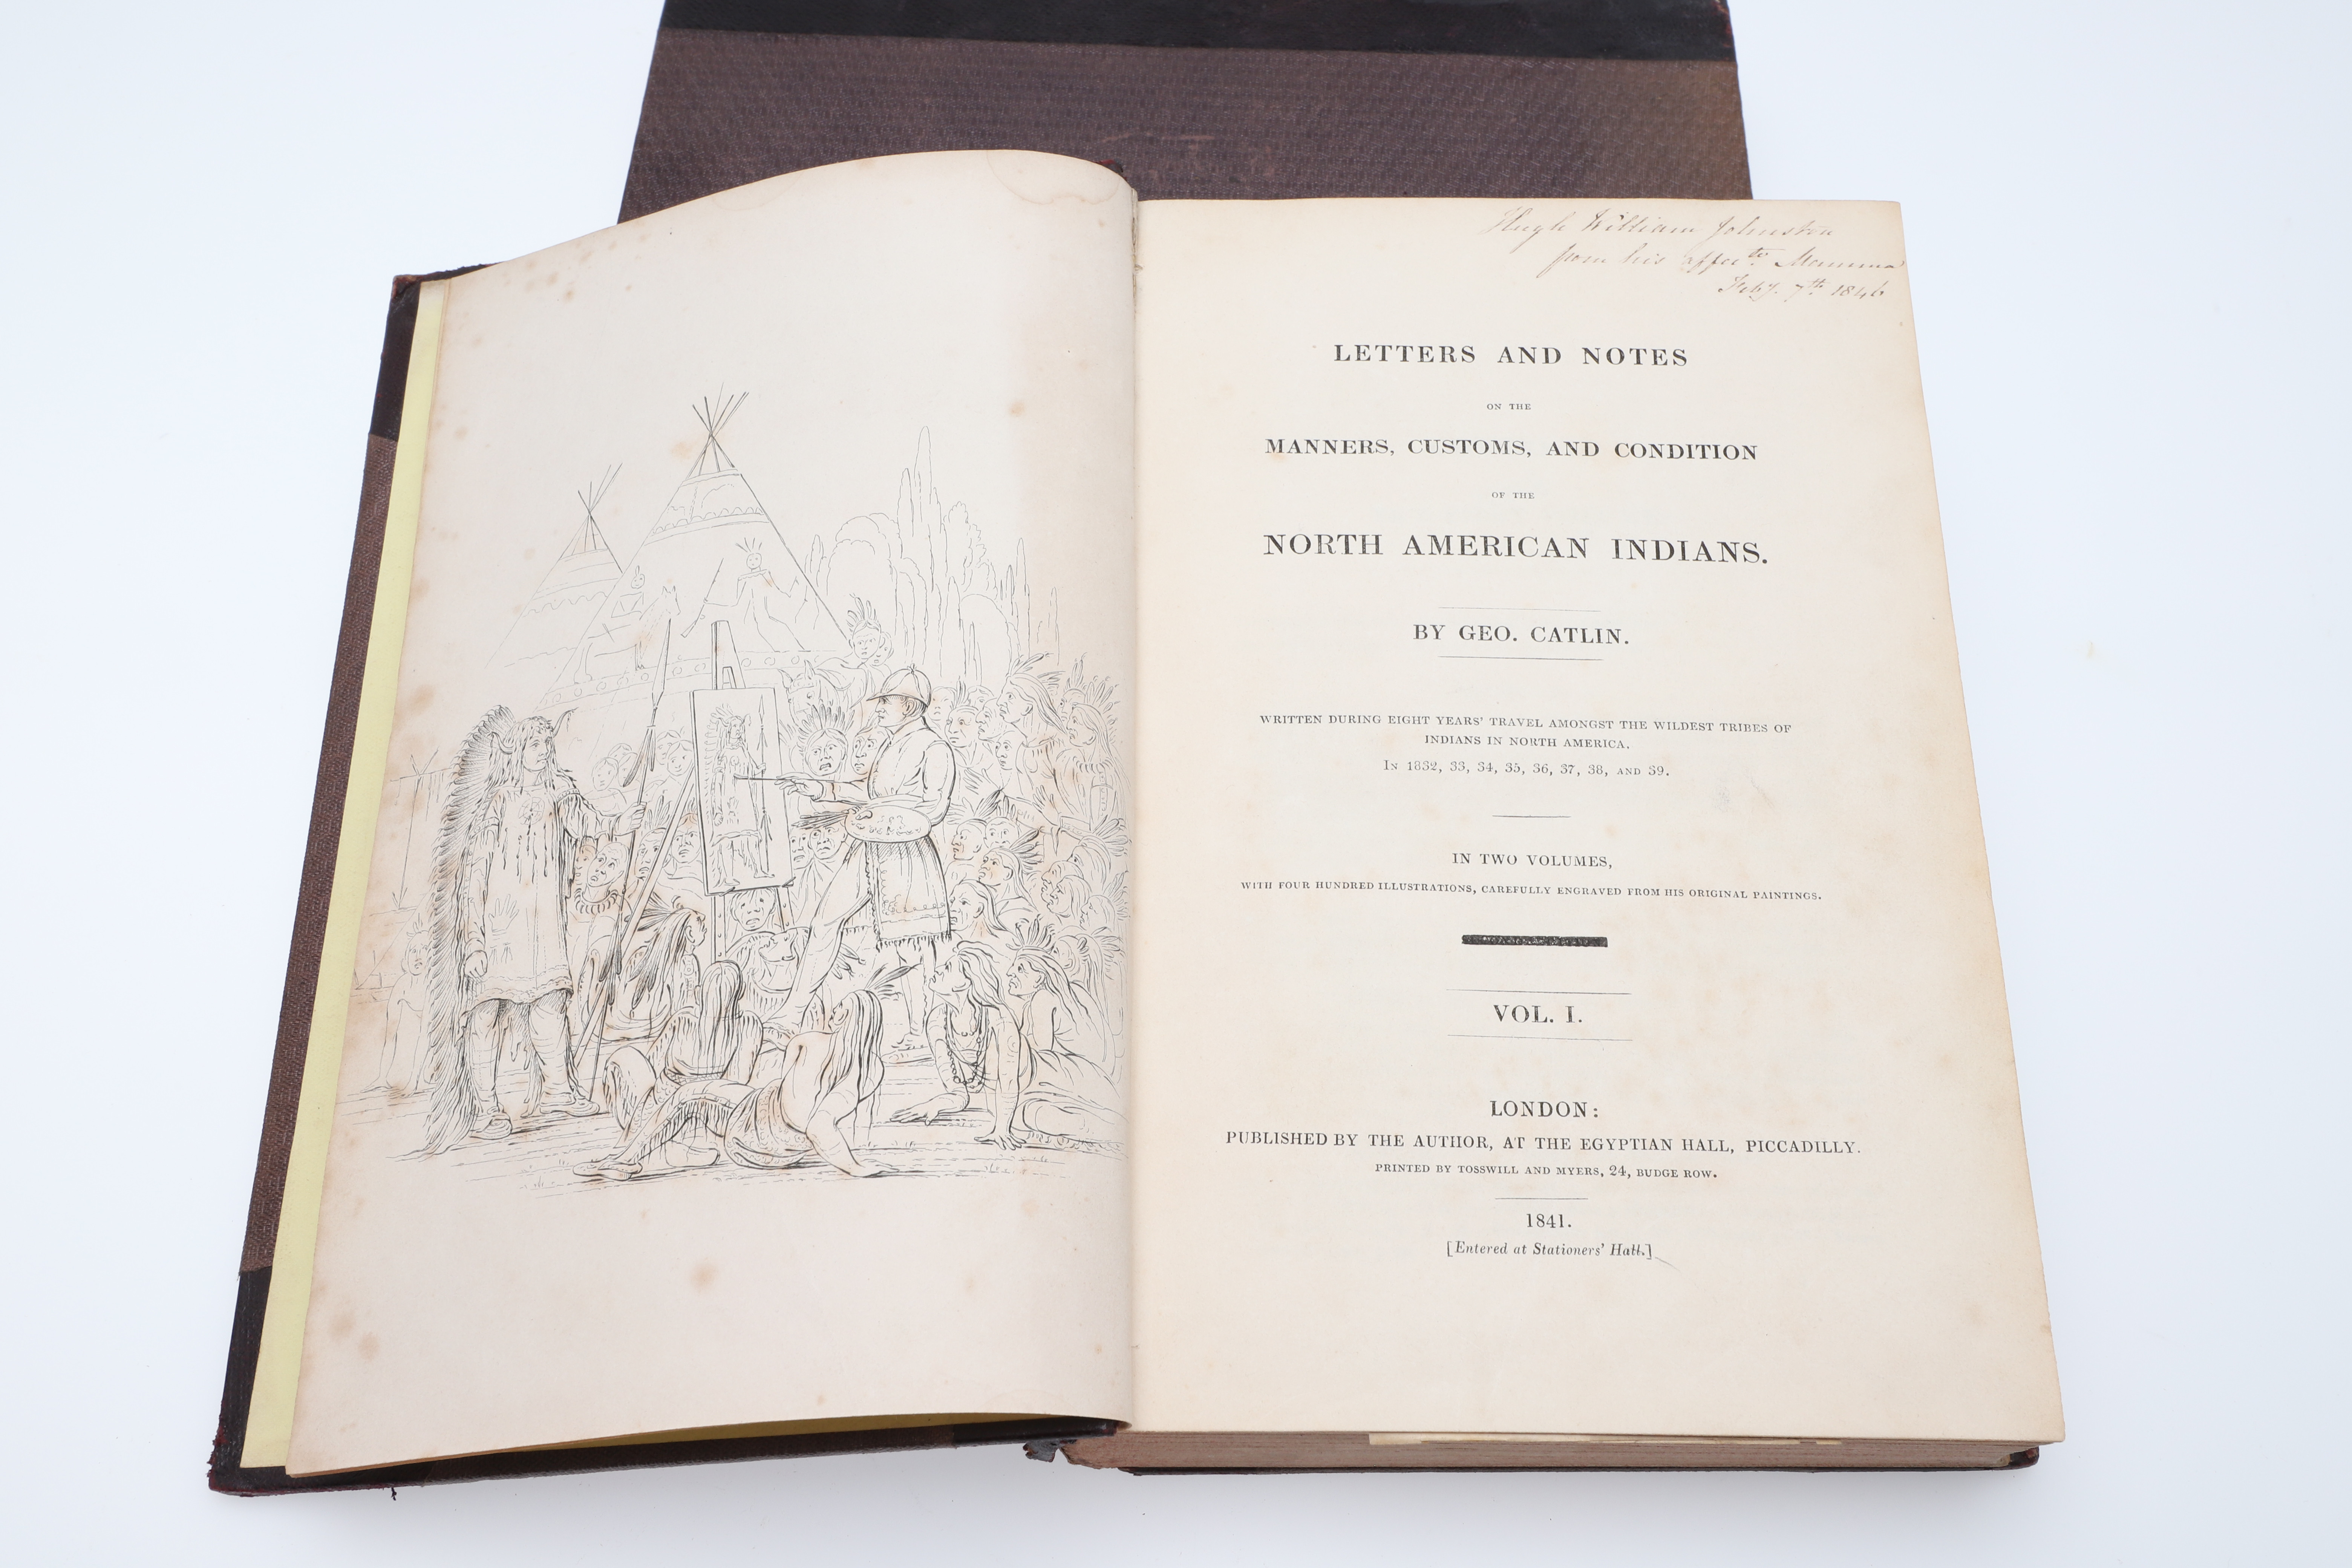 Hugh William Johnston
from his affecte. Mamma
Feby. 7th. 1846
LETTERS AND NOTES
ON THE
MANNERS, CUSTOMS, AND CONDITION
OF THE
NORTH AMERICAN INDIANS.
BY GEO. CATLIN.
WRITTEN DURING EIGHT YEARS' TRAVEL AMONGST THE WILDEST TRIBES OF
INDIANS IN NORTH AMERICA.
IN 1832, 33, 34, 35, 36, 37, 38, AND 39.
IN TWO VOLUMES,
WITH FOUR HUNDRED ILLUSTRATIONS, CAREFULLY ENGRAVED FROM HIS ORIGINAL PAINTINGS.
VOL. I.
LONDON:
PUBLISHED BY THE AUTHOR, AT THE EGYPTIAN HALL, PICCADILLY.
PRINTED BY TOSSWILL AND MYERS, 24, BUDGE ROW.
1841.
[Entered at Stationers' Hall.]